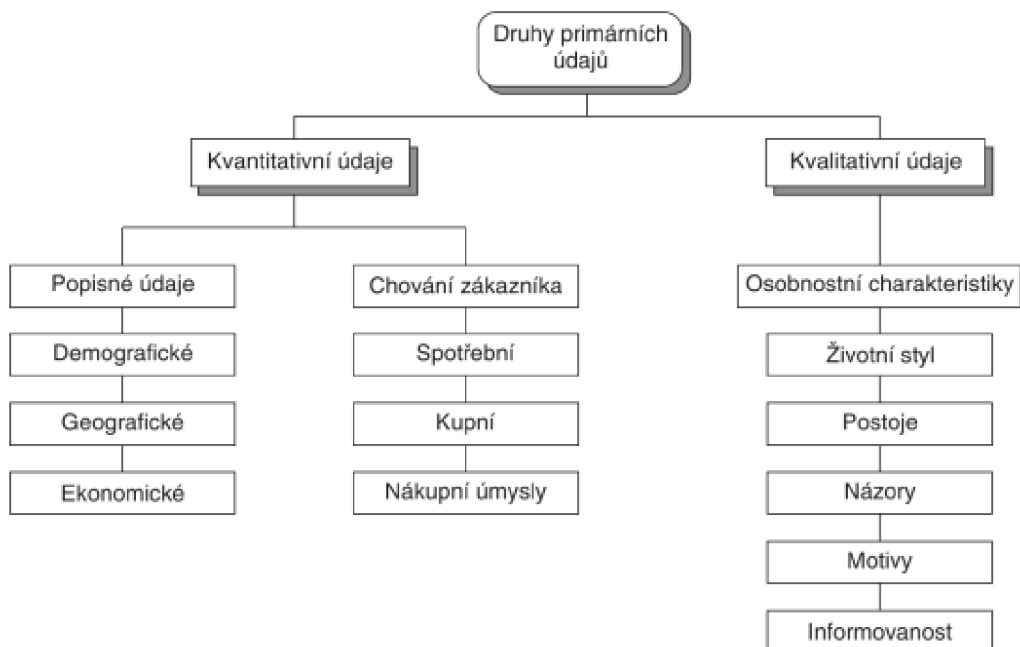 Druhy primárních
údajů
Kvantitativní údaje
Kvalitativní údaje
Popisné údaje
Chování zákazníka
Osobnostní charakteristiky
Demografické
Spotřební
Životní styl
Geografické
Kupní
Postoje
Ekonomické
Nákupní úmysly
Názory
Motivy
Informovanost